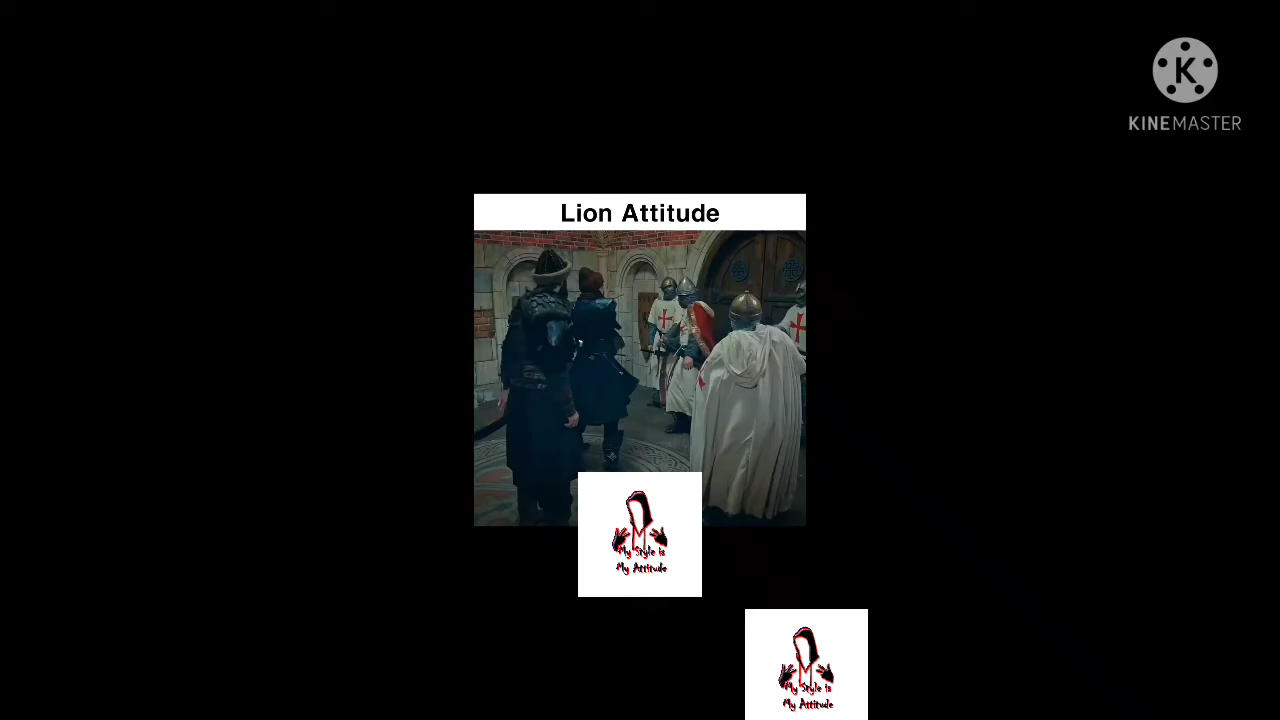 K
KINEMASTER
Lion Attitude
My Style is
My Attitude
My Style is
My Attitude